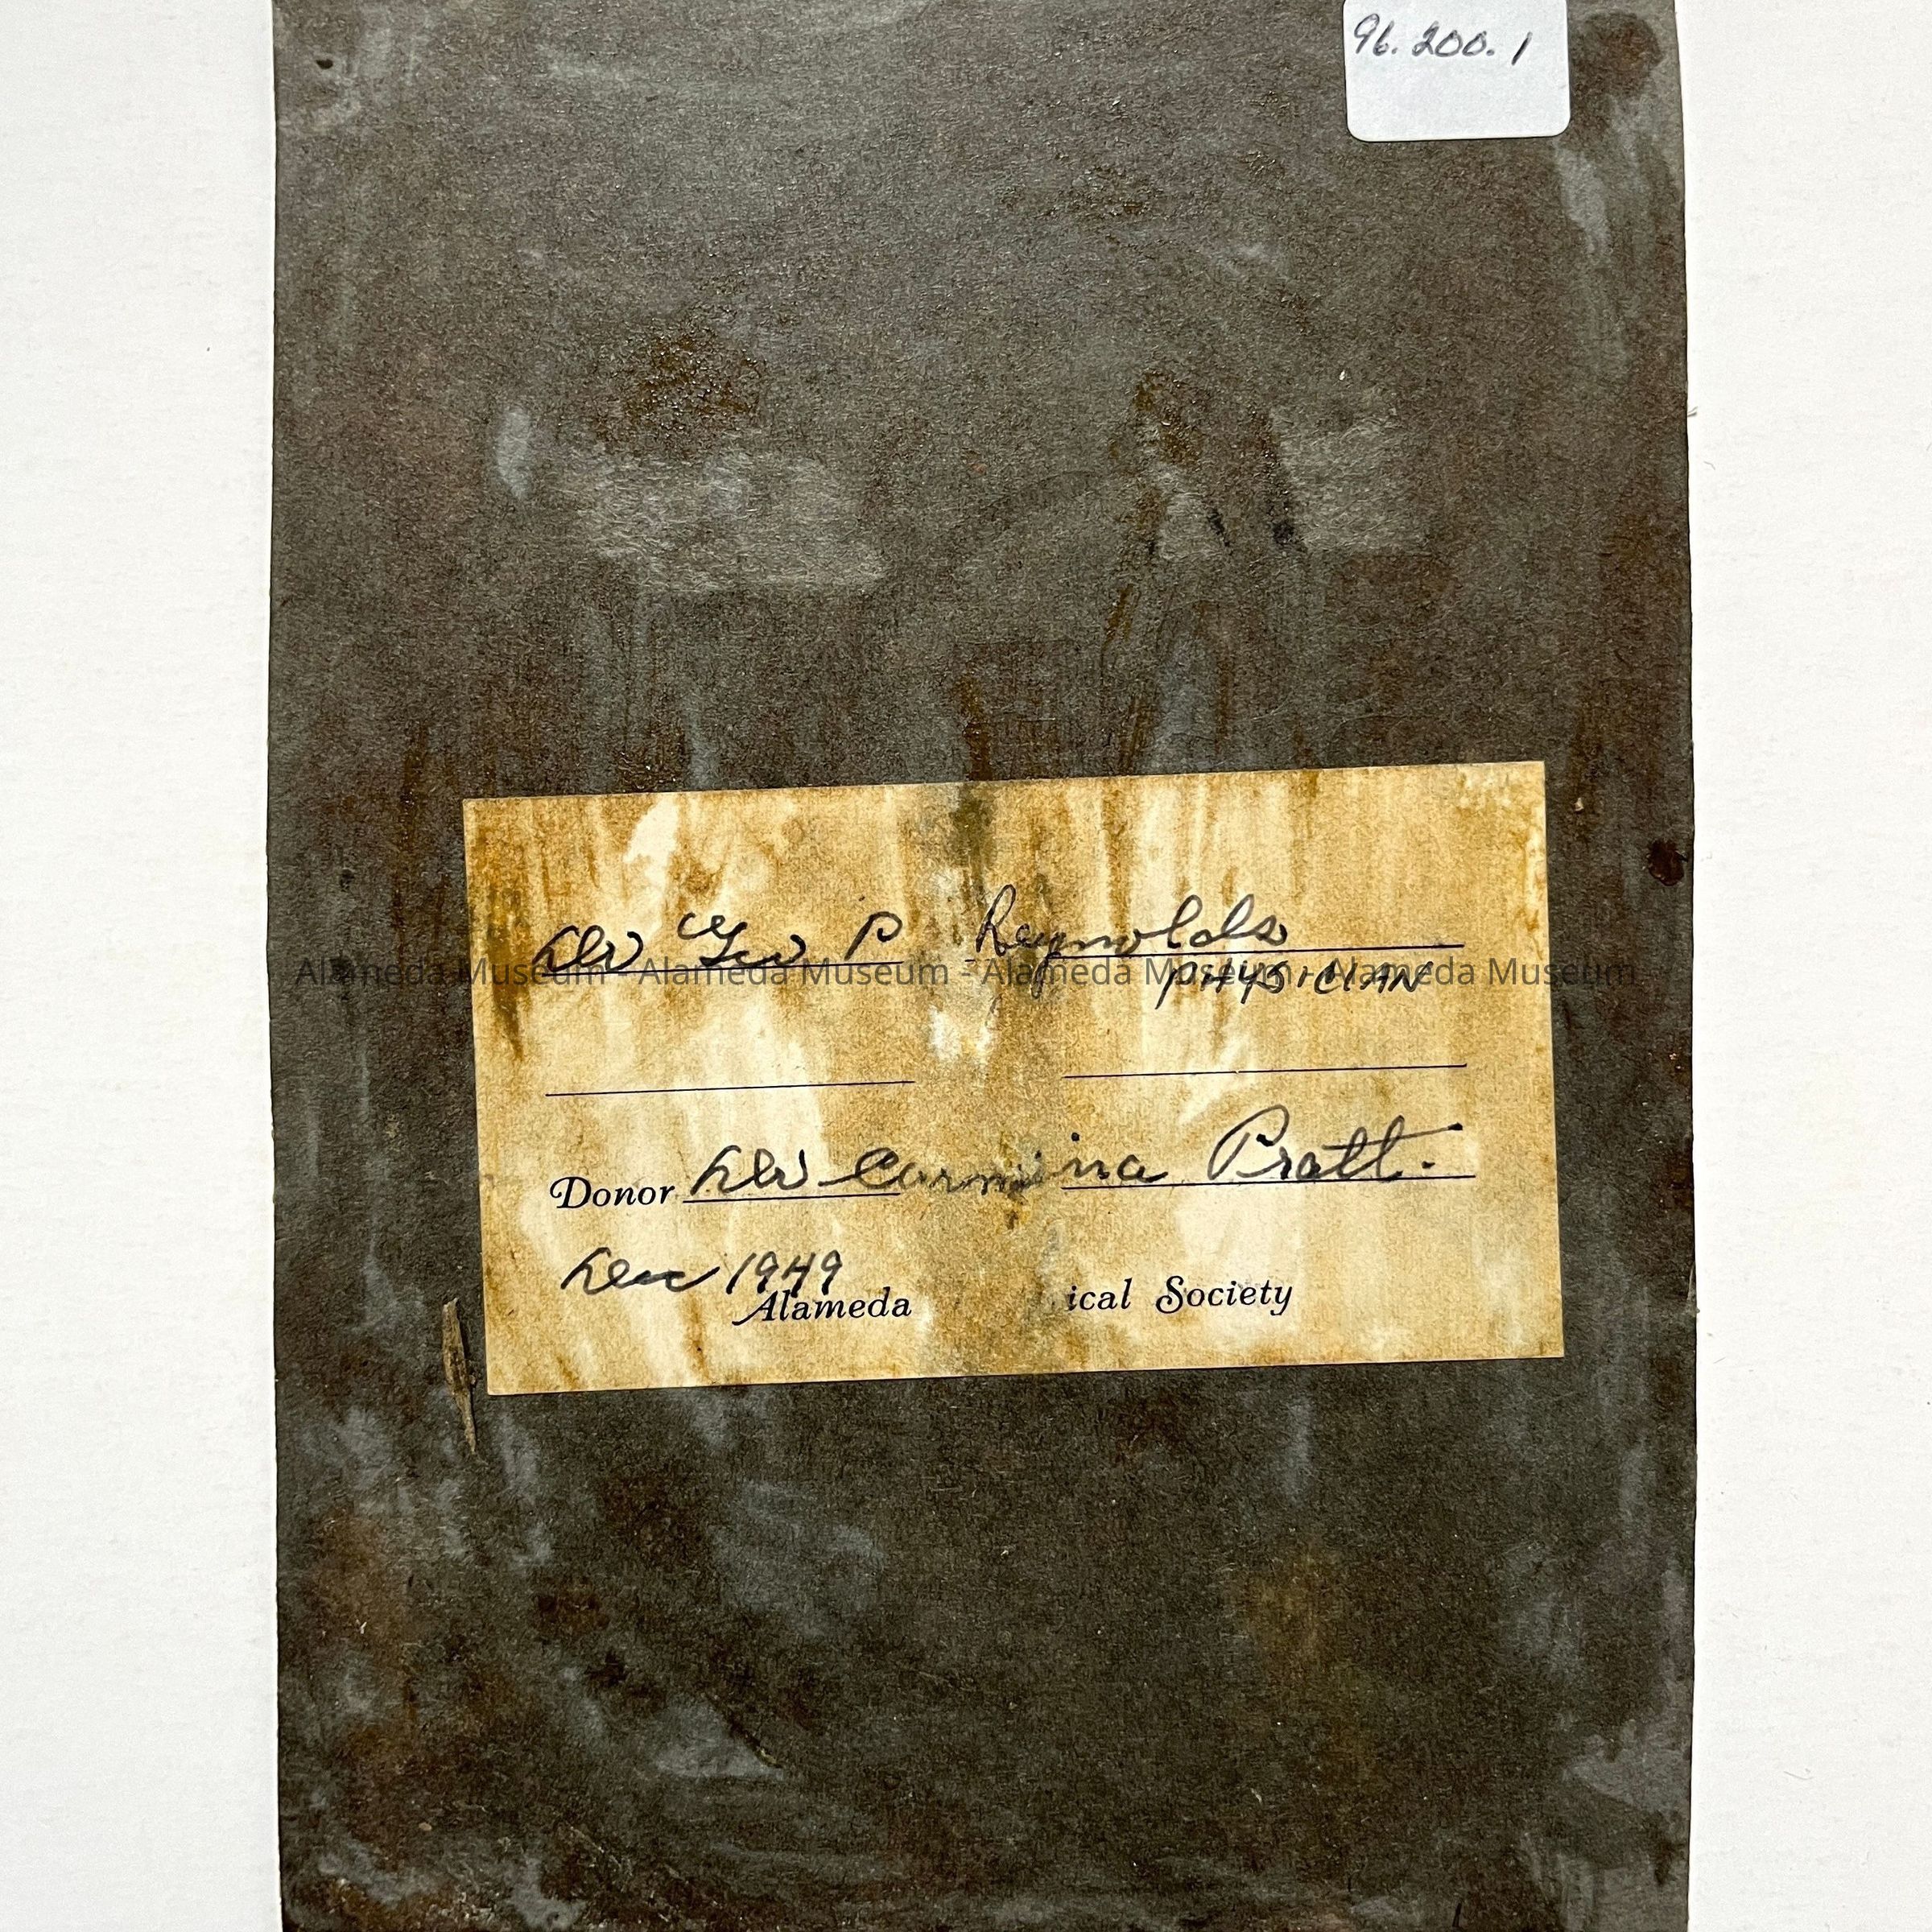 96.200.1
Dr Geo P Reynolds
Alameda Museum - Alameda Museum - Alameda Museum - Alameda Museum
PHYSICIAN
Donor Dr Carmina Pratt.
Dec 1949
Alameda ical Society